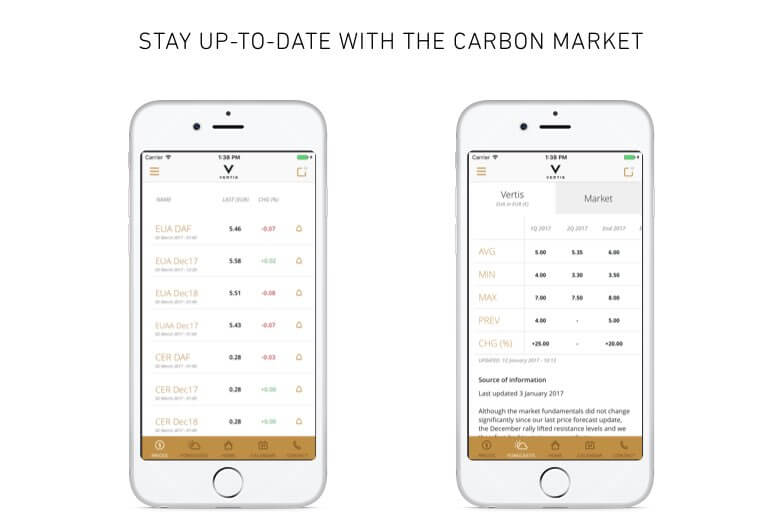 STAY UP-TO-DATE WITH THE CARBON MARKET
Carrier 1:38 PM
VERTIS
NAME LAST (EUR) CHG (%)
EUA DAF 5.46 -0.07
EUA Dec17 5.58 +0.02
EUA Dec18 5.51 -0.08
EUAA Dec17 5.43 -0.07
CER DAF 0.28 -0.03
CER Dec17 0.28 +0.00
CER Dec18 0.28 +0.00
PRICES FORECASTS HOME CALENDAR CONTACT
Carrier 1:38 PM
VERTIS
Vertis Market
EUA in EUR (€)
1Q 2017 2Q 2017 End 2017
AVG 5.00 5.35 6.00
MIN 4.00 3.30 3.50
MAX 7.00 7.50 8.00
PREV 4.00 - 5.00
CHG (%) +25.00 - +20.00
UPDATED: 12 January 2017 - 10:13
Source of information
Last updated 3 January 2017
Although the market fundamentals did not change
significantly since our last price forecast update,
the December rally lifted resistance levels and we
PRICES FORECASTS HOME CALENDAR CONTACT